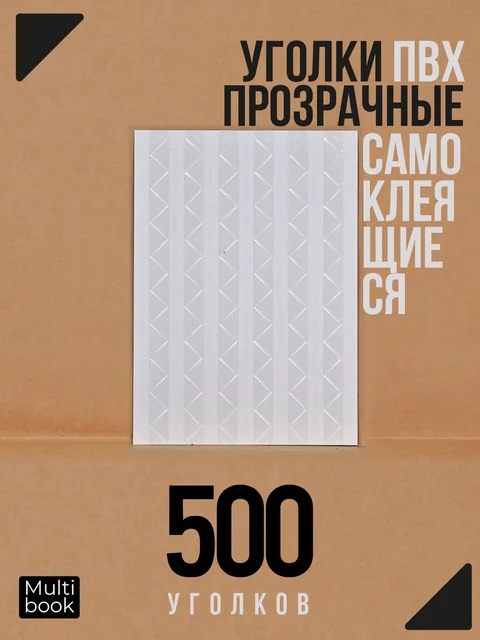 УГОЛКИ ПВХ
ПРОЗРАЧНЫЕ
САМО
КЛЕЯ
ЩИЕ
СЯ
500
УГОЛКОВ
Multi
book